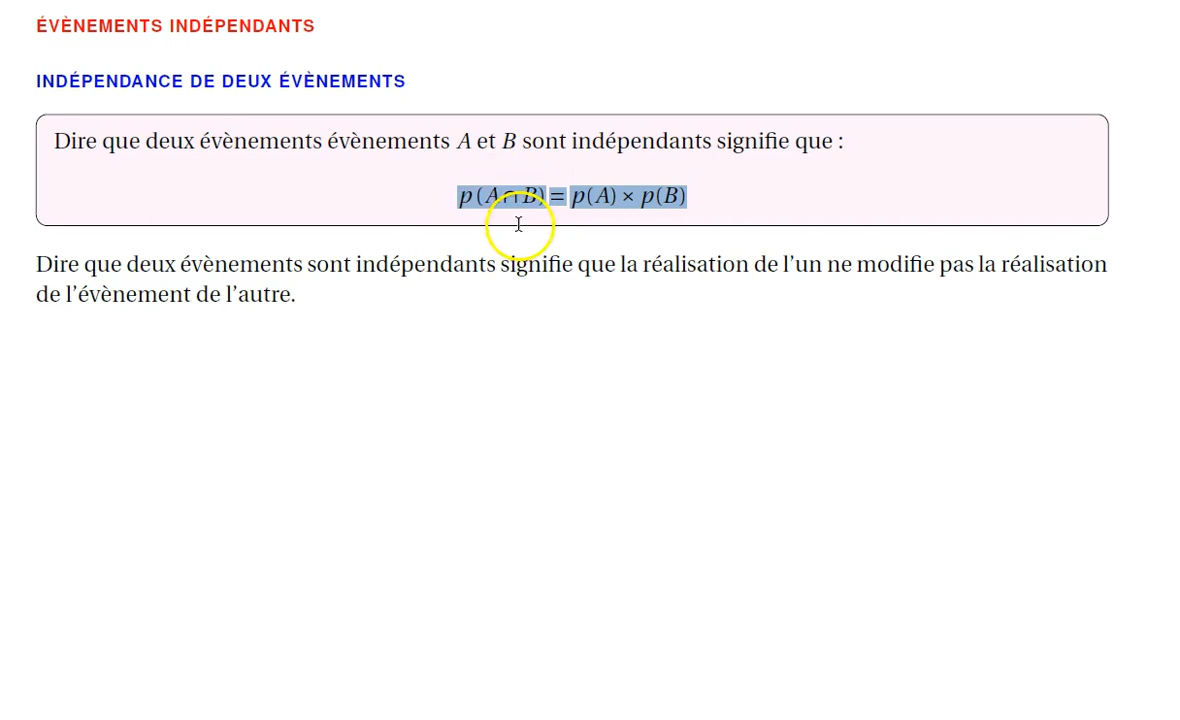 ÉVÈNEMENTS INDÉPENDANTS
INDÉPENDANCE DE DEUX ÉVÈNEMENTS
Dire que deux évènements évènements A et B sont indépendants signifie que :
p(A∩B) = p(A) × p(B)
Dire que deux évènements sont indépendants signifie que la réalisation de l’un ne modifie pas la réalisation
de l’évènement de l’autre.